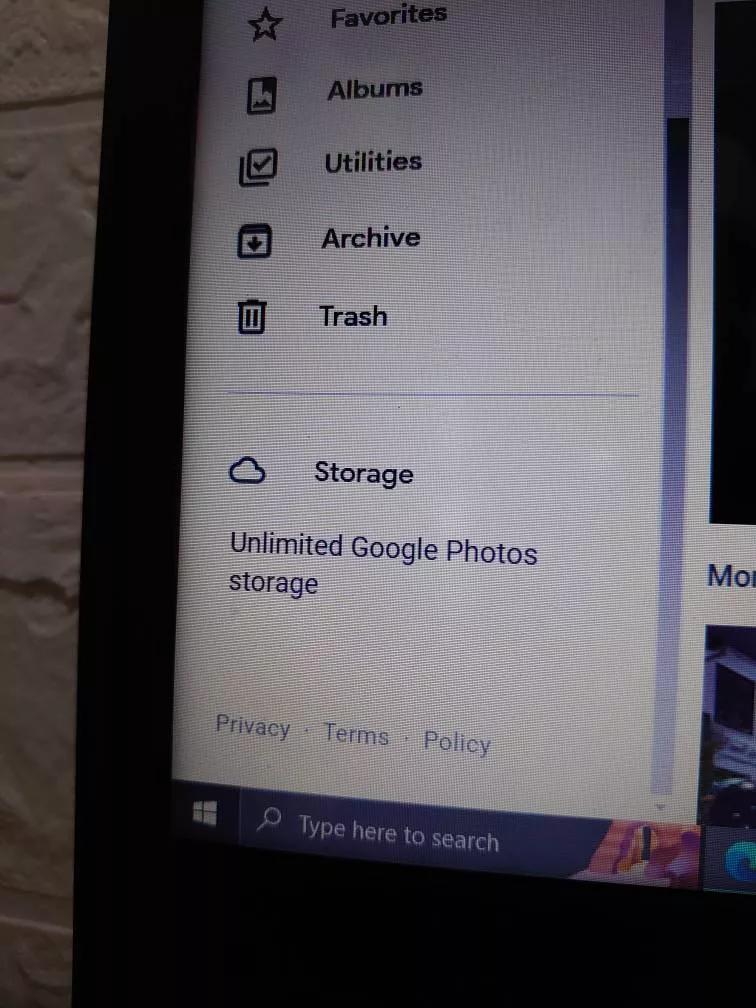 Favorites
Albums
Utilities
Archive
Trash
Storage
Unlimited Google Photos
storage
Privacy · Terms · Policy
Type here to search